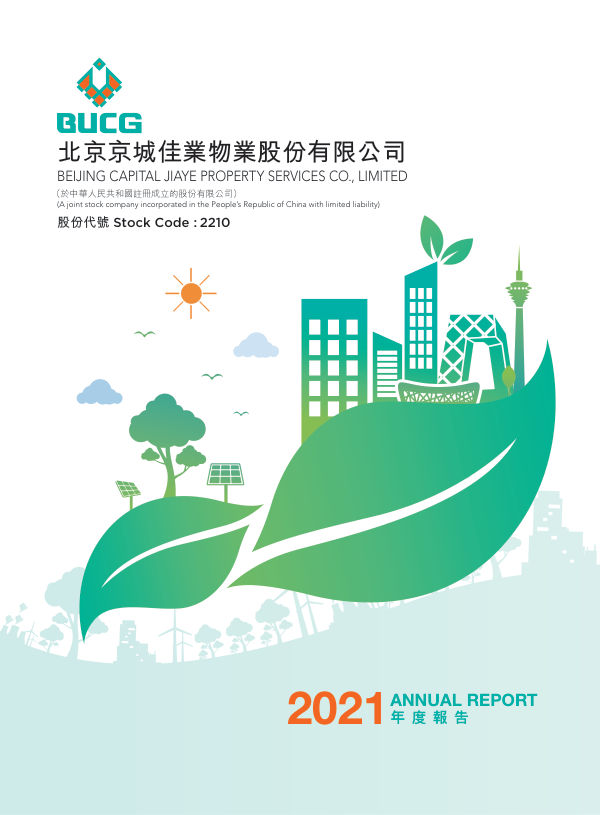 BUCG
北京京城佳業物業股份有限公司
BEIJING CAPITAL JIAYE PROPERTY SERVICES CO., LIMITED
(於中華人民共和國註冊成立的股份有限公司)
(A joint stock company incorporated in the People's Republic of China with limited liability)
股份代號 Stock Code : 2210
2021 ANNUAL REPORT
年度報告